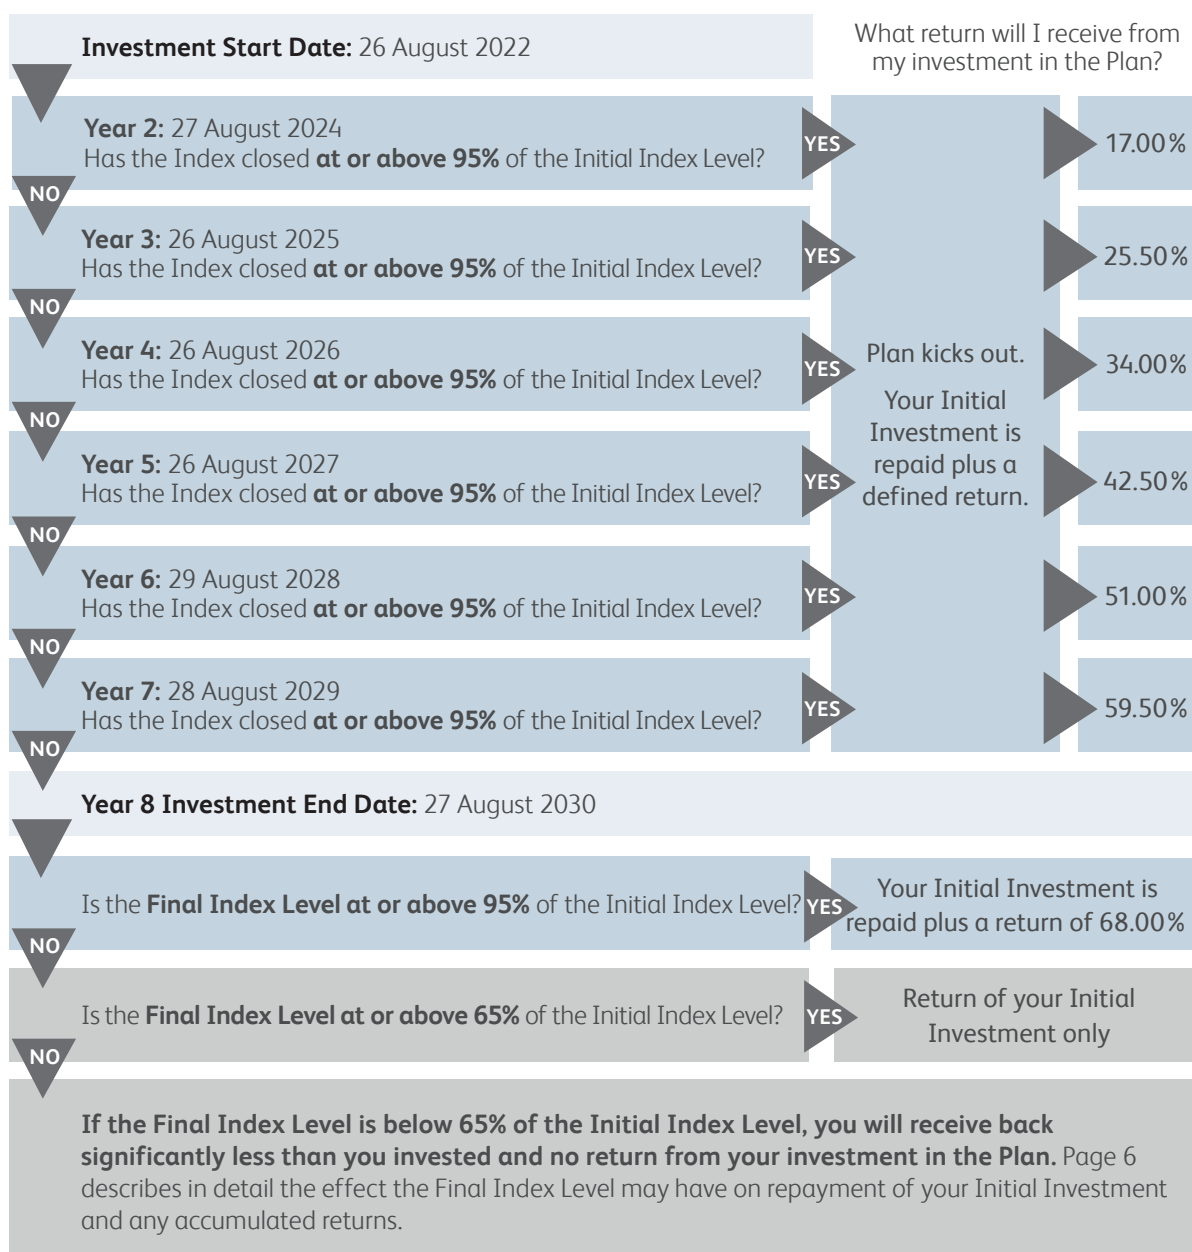 Investment Start Date: 26 August 2022
What return will I receive from
my investment in the Plan?
Year 2: 27 August 2024
Has the Index closed at or above 95% of the Initial Index Level?
YES
17.00%
NO
Year 3: 26 August 2025
Has the Index closed at or above 95% of the Initial Index Level?
YES
25.50%
NO
Year 4: 26 August 2026
Has the Index closed at or above 95% of the Initial Index Level?
YES
Plan kicks out.
Your Initial
Investment is
repaid plus a
defined return.
34.00%
NO
Year 5: 26 August 2027
Has the Index closed at or above 95% of the Initial Index Level?
YES
42.50%
NO
Year 6: 29 August 2028
Has the Index closed at or above 95% of the Initial Index Level?
YES
51.00%
NO
Year 7: 28 August 2029
Has the Index closed at or above 95% of the Initial Index Level?
YES
59.50%
NO
Year 8 Investment End Date: 27 August 2030
Is the Final Index Level at or above 95% of the Initial Index Level?
YES
Your Initial Investment is
repaid plus a return of 68.00%
NO
Is the Final Index Level at or above 65% of the Initial Index Level?
YES
Return of your Initial
Investment only
NO
If the Final Index Level is below 65% of the Initial Index Level, you will receive back
significantly less than you invested and no return from your investment in the Plan. Page 6
describes in detail the effect the Final Index Level may have on repayment of your Initial Investment
and any accumulated returns.